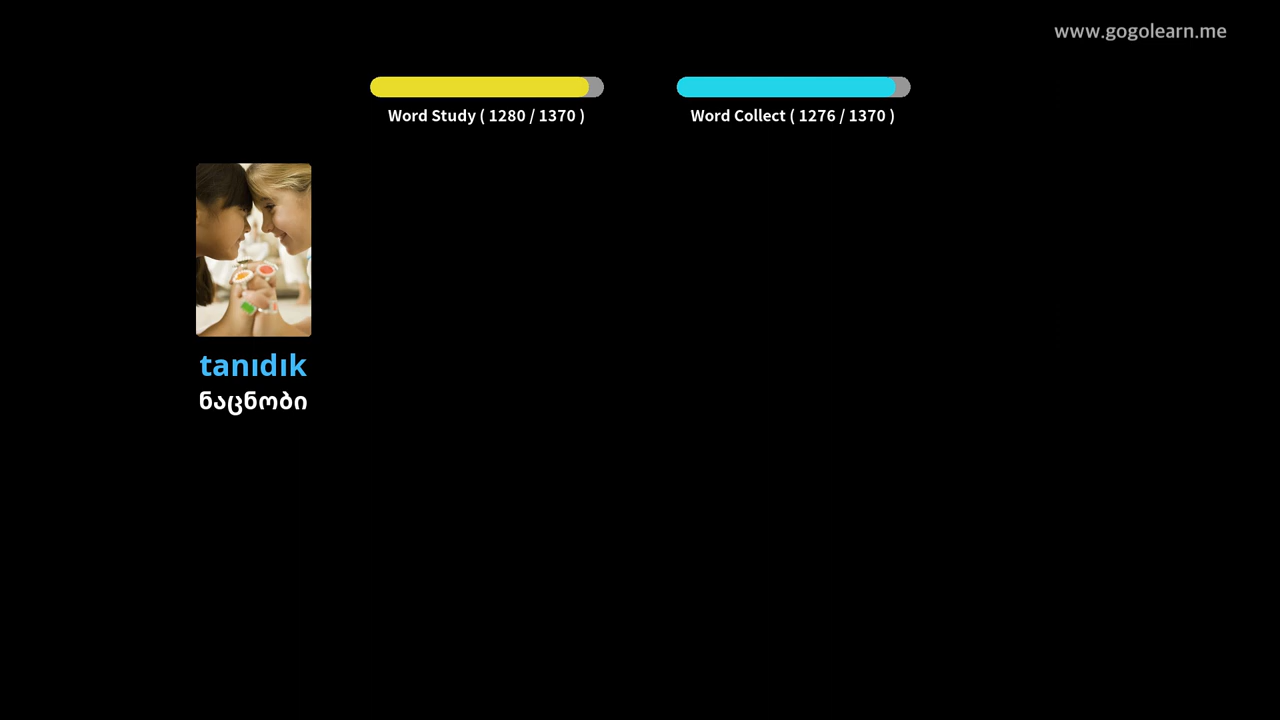 www.gogolearn.me
Word Study ( 1280 / 1370 )
Word Collect ( 1276 / 1370 )
tanıdık
ნაცნობი